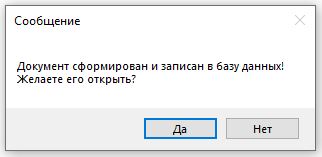 Сообщение
Документ сформирован и записан в базу данных!
Желаете его открыть?
Да
Нет